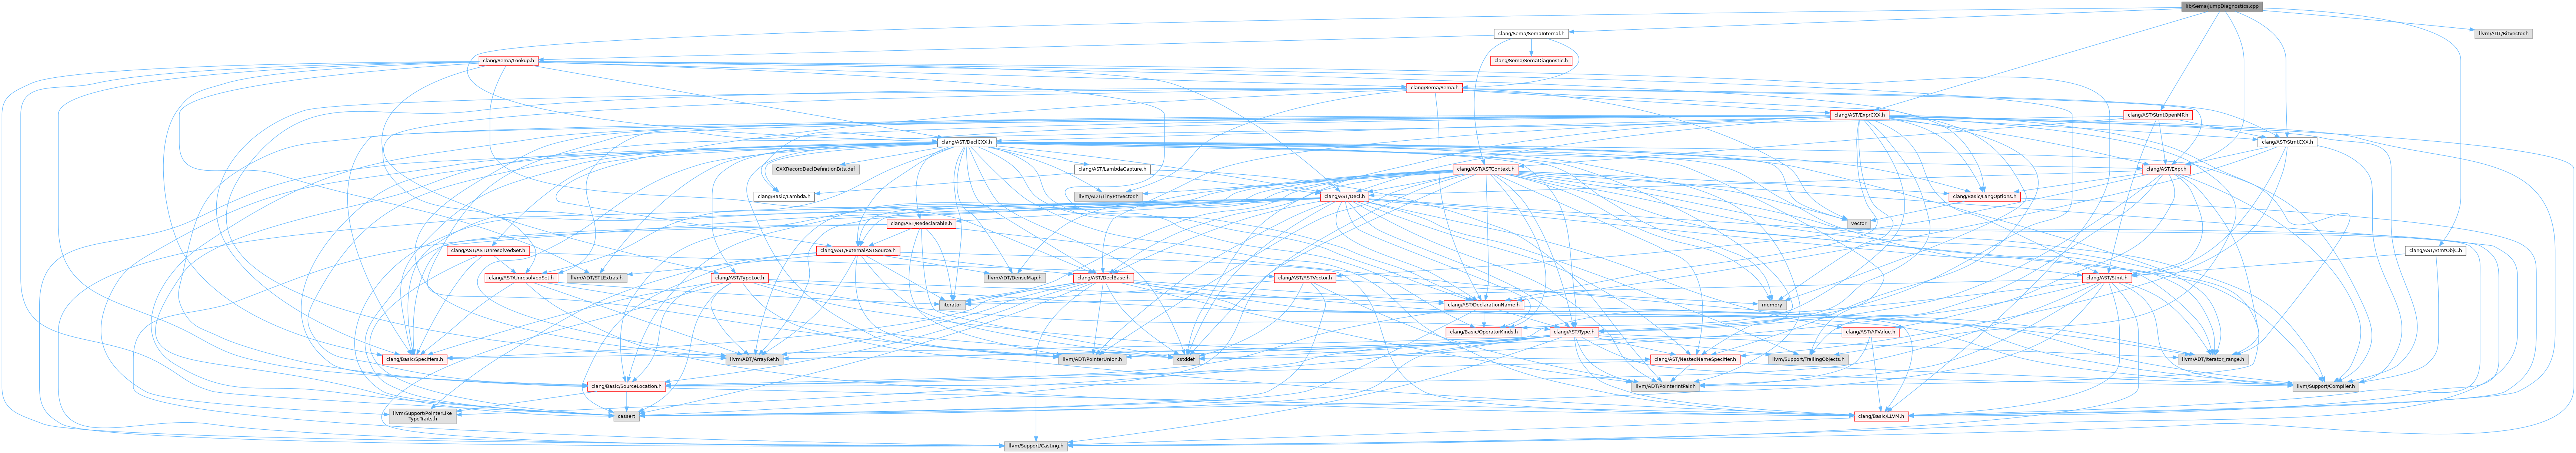 lib/Sema/JumpDiagnostics.cpp
clang/Sema/SemaInternal.h
llvm/ADT/BitVector.h
clang/Sema/Lookup.h
clang/Sema/SemaDiagnostic.h
clang/Sema/Sema.h
clang/AST/ExprCXX.h
clang/AST/StmtOpenMP.h
clang/AST/DeclCXX.h
clang/AST/StmtCXX.h
CXXRecordDeclDefinitionBits.def
clang/AST/LambdaCapture.h
clang/AST/ASTContext.h
clang/AST/Expr.h
clang/Basic/Lambda.h
llvm/ADT/TinyPtrVector.h
clang/AST/Decl.h
clang/Basic/LangOptions.h
clang/AST/Redeclarable.h
vector
clang/AST/ASTUnresolvedSet.h
clang/AST/ExternalASTSource.h
clang/AST/StmtObjC.h
clang/AST/UnresolvedSet.h
llvm/ADT/STLExtras.h
clang/AST/TypeLoc.h
llvm/ADT/DenseMap.h
clang/AST/DeclBase.h
clang/AST/ASTVector.h
clang/AST/Stmt.h
iterator
clang/AST/DeclarationName.h
memory
clang/Basic/OperatorKinds.h
clang/AST/Type.h
clang/AST/APValue.h
clang/Basic/Specifiers.h
llvm/ADT/ArrayRef.h
llvm/ADT/PointerUnion.h
cstddef
clang/AST/NestedNameSpecifier.h
llvm/Support/TrailingObjects.h
llvm/ADT/iterator_range.h
clang/Basic/SourceLocation.h
llvm/ADT/PointerIntPair.h
llvm/Support/Compiler.h
llvm/Support/PointerLike
TypeTraits.h
cassert
clang/Basic/LLVM.h
llvm/Support/Casting.h